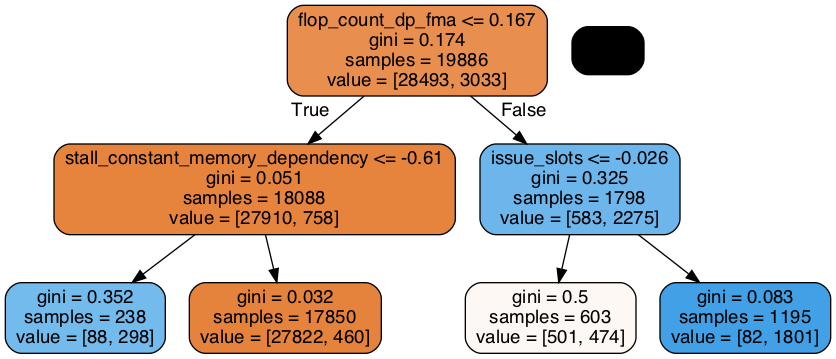 flop_count_dp_fma <= 0.167
gini = 0.174
samples = 19886
value = [28493, 3033]
True
False
stall_constant_memory_dependency <= -0.61
gini = 0.051
samples = 18088
value = [27910, 758]
issue_slots <= -0.026
gini = 0.325
samples = 1798
value = [583, 2275]
gini = 0.352
samples = 238
value = [88, 298]
gini = 0.032
samples = 17850
value = [27822, 460]
gini = 0.5
samples = 603
value = [501, 474]
gini = 0.083
samples = 1195
value = [82, 1801]